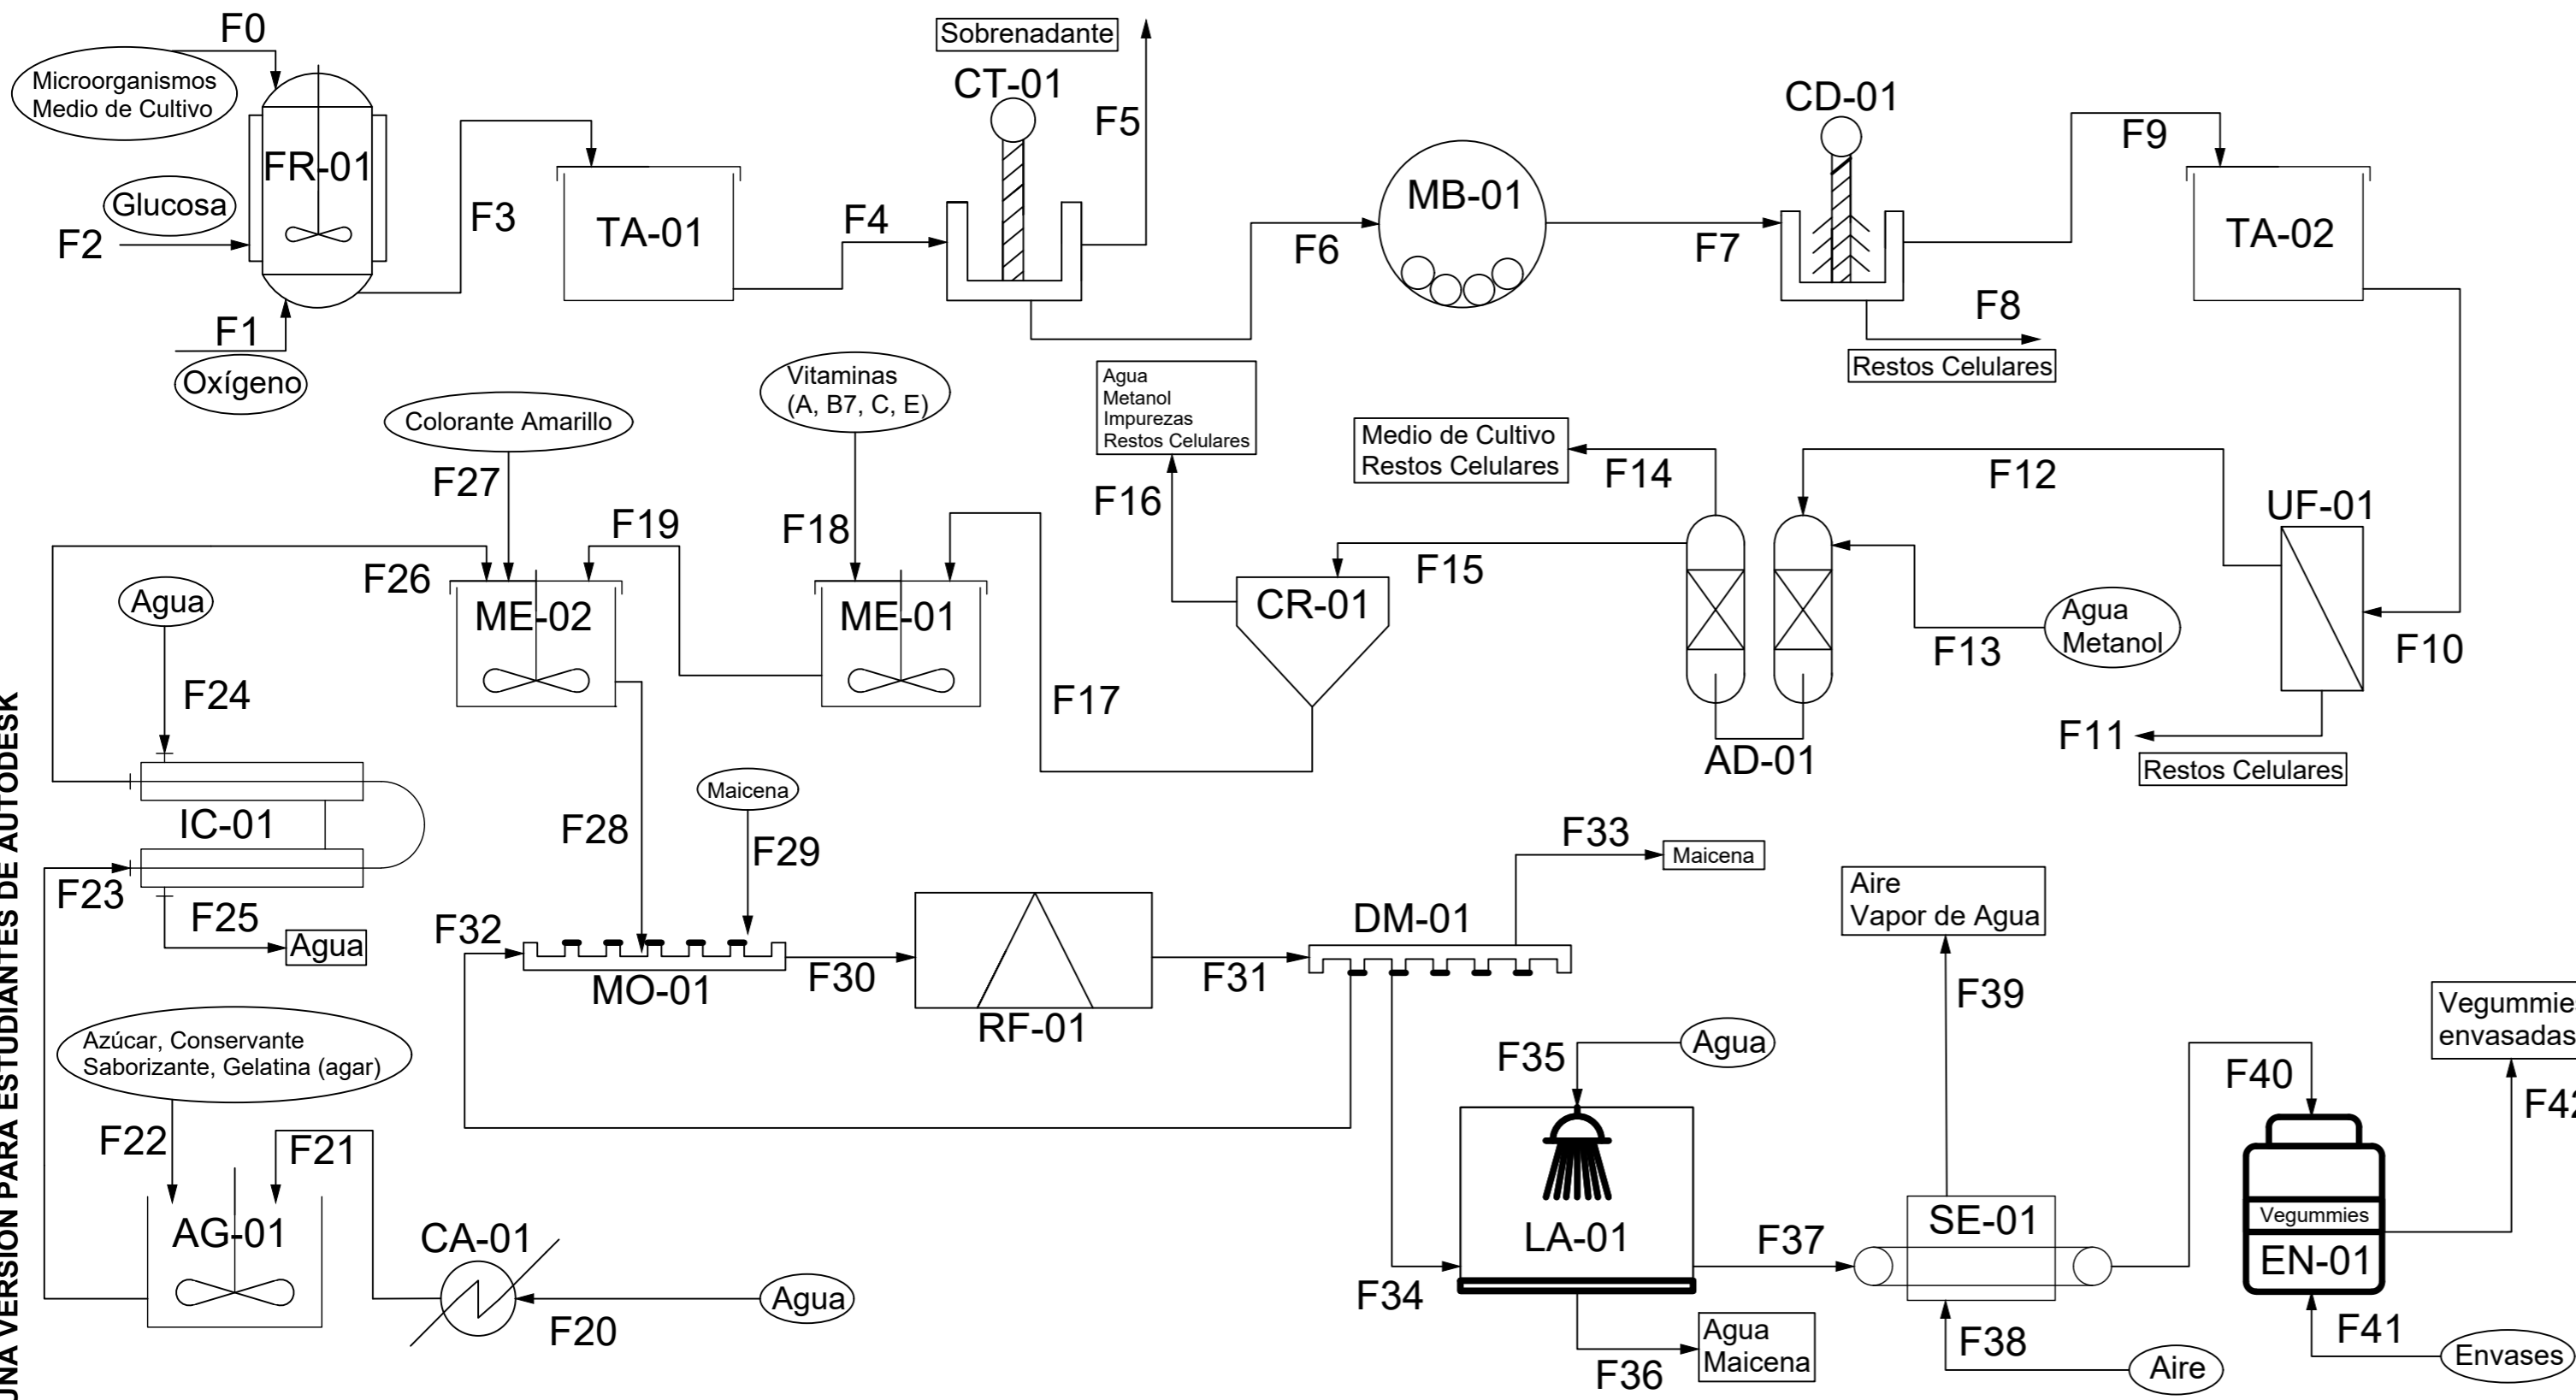 F0
Microorganismos
Medio de Cultivo
FR-01
Glucosa
F2
F1
Oxígeno
F3
TA-01
F4
Sobrenadante
CT-01
F5
F6
MB-01
F7
CD-01
F8
Restos Celulares
F9
TA-02
F10
UF-01
F11
Restos Celulares
F12
Agua
Metanol
F13
AD-01
Medio de Cultivo
Restos Celulares
F14
F15
CR-01
Agua
Metanol
Impurezas
Restos Celulares
F16
F17
Vitaminas
(A, B7, C, E)
F18
ME-01
F19
Colorante Amarillo
F27
F26
ME-02
Agua
F24
IC-01
F23
F25
Agua
F28
Maicena
F29
F32
MO-01
F30
RF-01
F31
DM-01
F33
Maicena
Azúcar, Conservante
Saborizante, Gelatina (agar)
F22
F21
AG-01
CA-01
F20
Agua
F34
F35
Agua
LA-01
F36
Agua
Maicena
F37
Aire
Vapor de Agua
F39
SE-01
F38
Aire
F40
Vegummies
EN-01
F41
Envases
envasadas
UNA VERSIÓN PARA ESTUDIANTES DE AUTODESK